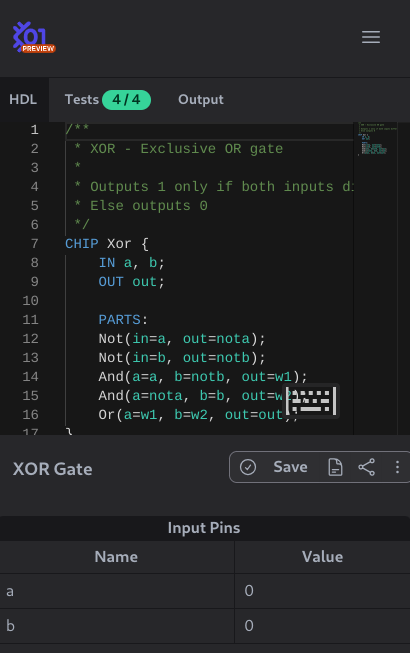 X01
PREVIEW
HDL Tests 4 / 4 Output
1 /**
2 * XOR - Exclusive OR gate
3 *
4 * Outputs 1 only if both inputs di
5 * Else outputs 0
6 */
7 CHIP Xor {
8 IN a, b;
9 OUT out;
10
11 PARTS:
12 Not(in=a, out=nota);
13 Not(in=b, out=notb);
14 And(a=a, b=notb, out=w1);
15 And(a=nota, b=b, out=w2);
16 Or(a=w1, b=w2, out=out);
17 }
XOR Gate Save
Input Pins
Name Value
a 0
b 0